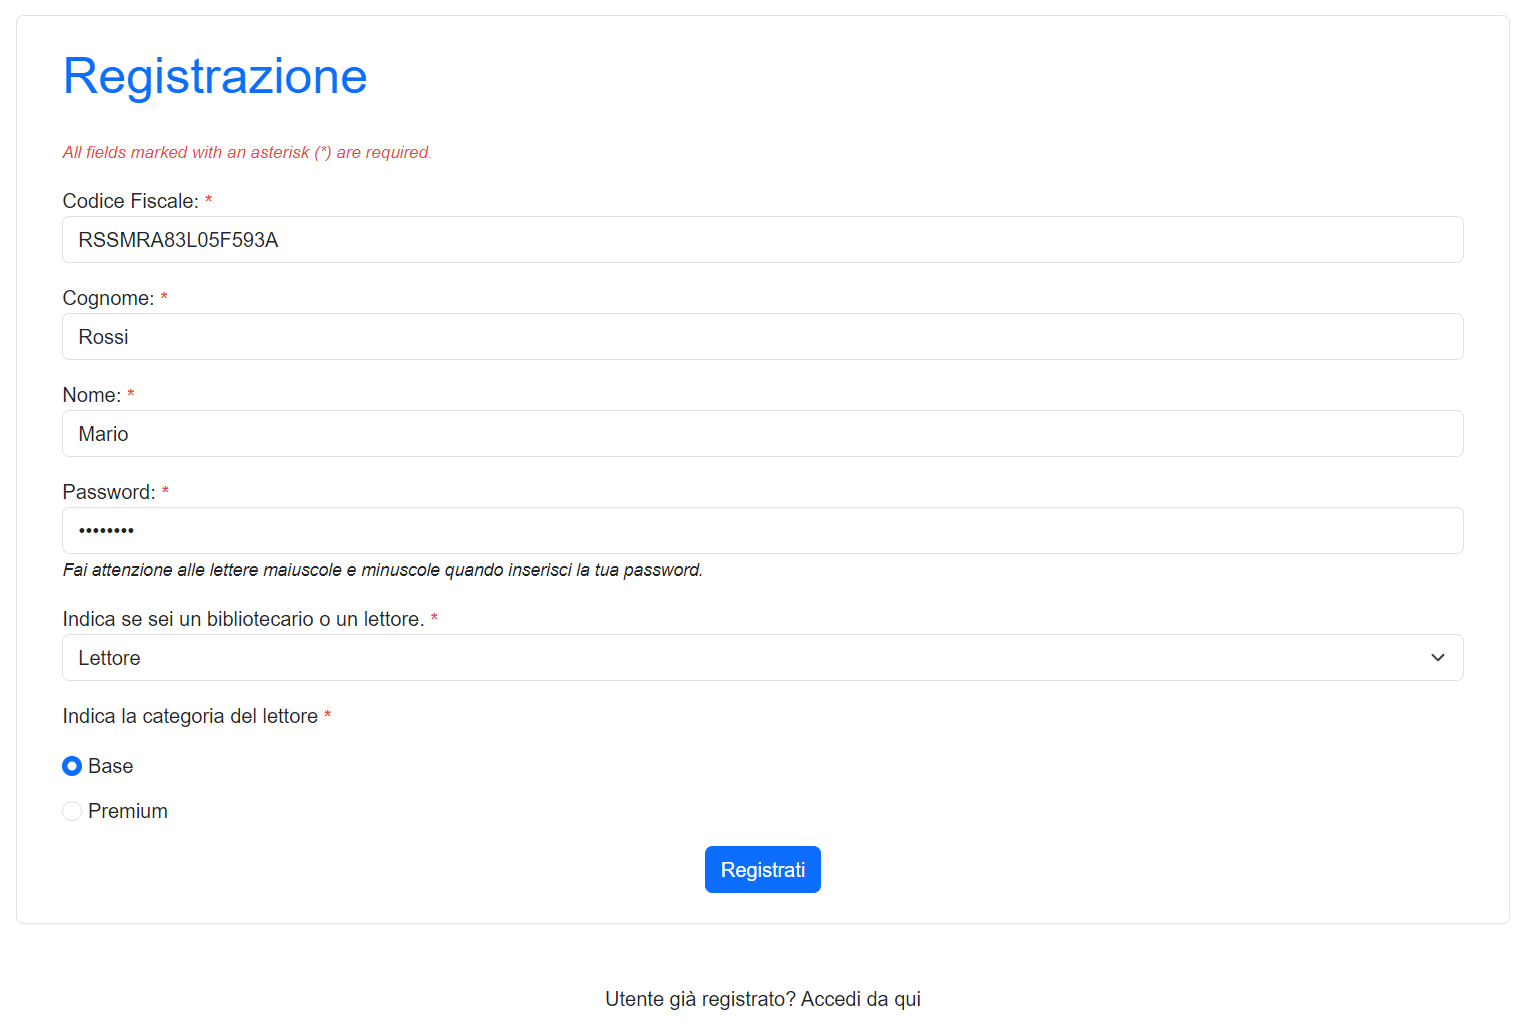 Registrazione
All fields marked with an asterisk (*) are required.
Codice Fiscale: *
RSSMRA83L05F593A
Cognome: *
Rossi
Nome: *
Mario
Password: *
••••••••
Fai attenzione alle lettere maiuscole e minuscole quando inserisci la tua password.
Indica se sei un bibliotecario o un lettore. *
Lettore
Indica la categoria del lettore *
Base
Premium
Registrati
Utente già registrato? Accedi da qui